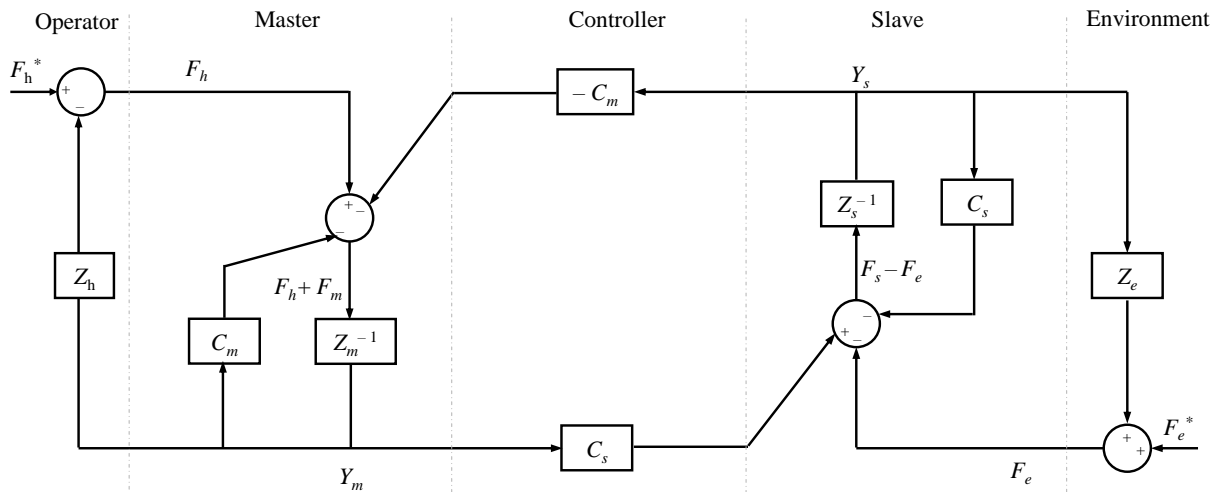 Operator Master Controller Slave Environment
F_h^* F_h Y_s
+ −
− C_m
+ −
−
Z_s^{−1} C_s
Z_h F_h + F_m F_s − F_e Z_e
C_m Z_m^{−1}
−
+ −
F_e^*
+ +
C_s
Y_m F_e